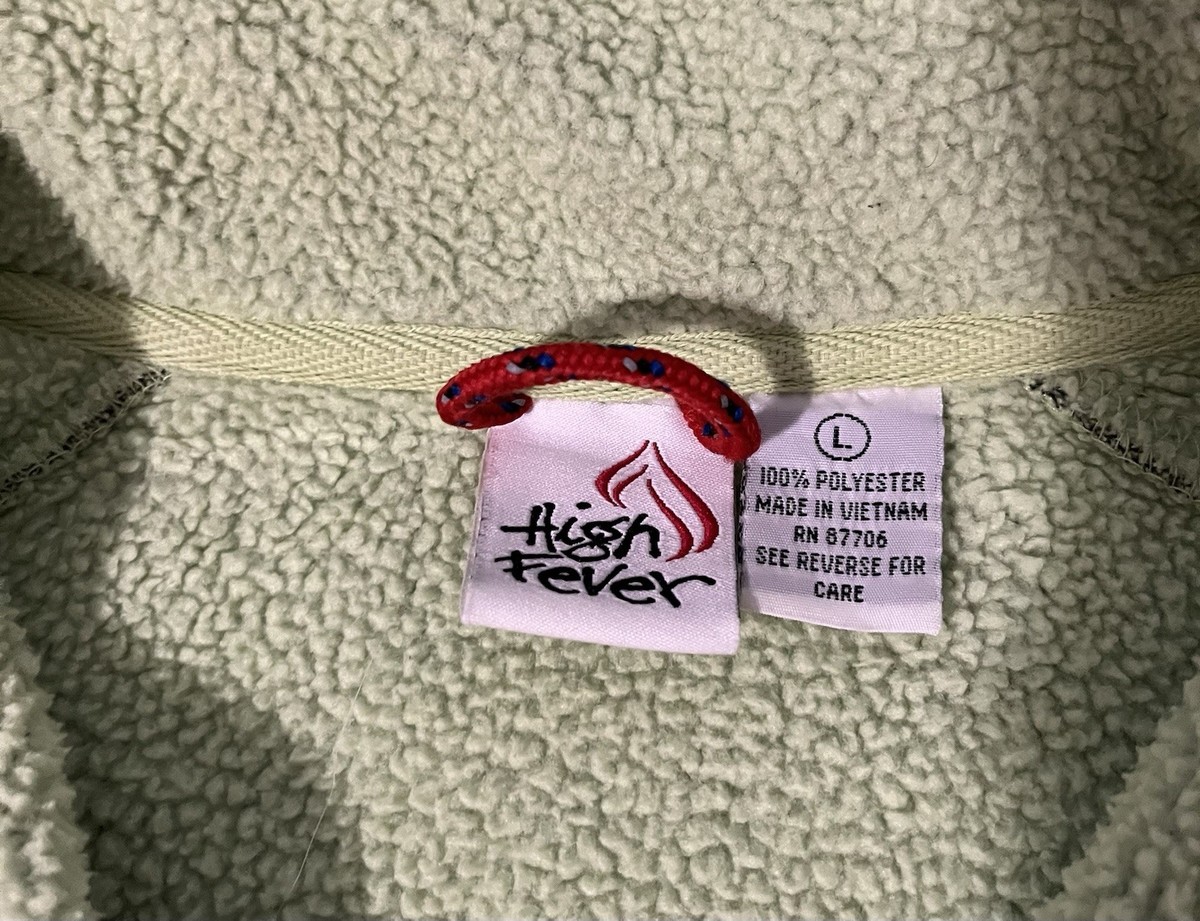 High
Fever
L
100% POLYESTER
MADE IN VIETNAM
RN 87706
SEE REVERSE FOR
CARE